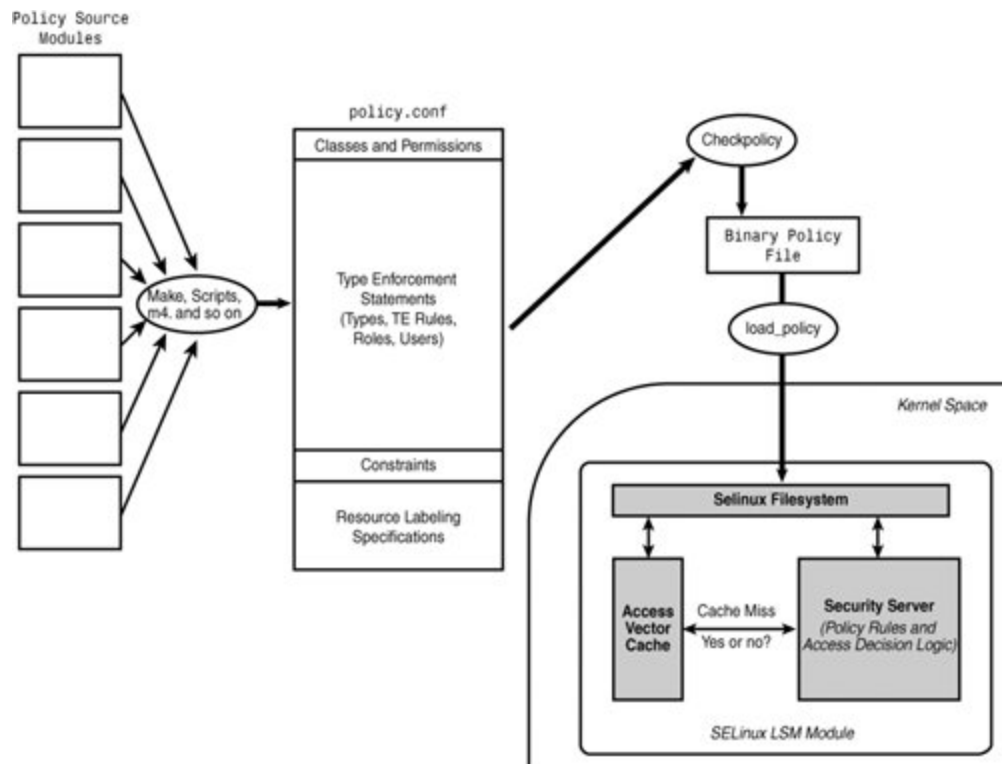 Policy Source
Modules
policy.conf
Classes and Permissions
Type Enforcement
Statements
(Types, TE Rules,
Roles, Users)
Constraints
Resource Labeling
Specifications
Make, Scripts,
m4. and so on
Checkpolicy
Binary Policy
File
load_policy
Kernel Space
Selinux Filesystem
Access
Vector
Cache
Cache Miss
Yes or no?
Security Server
(Policy Rules and
Access Decision Logic)
SELinux LSM Module